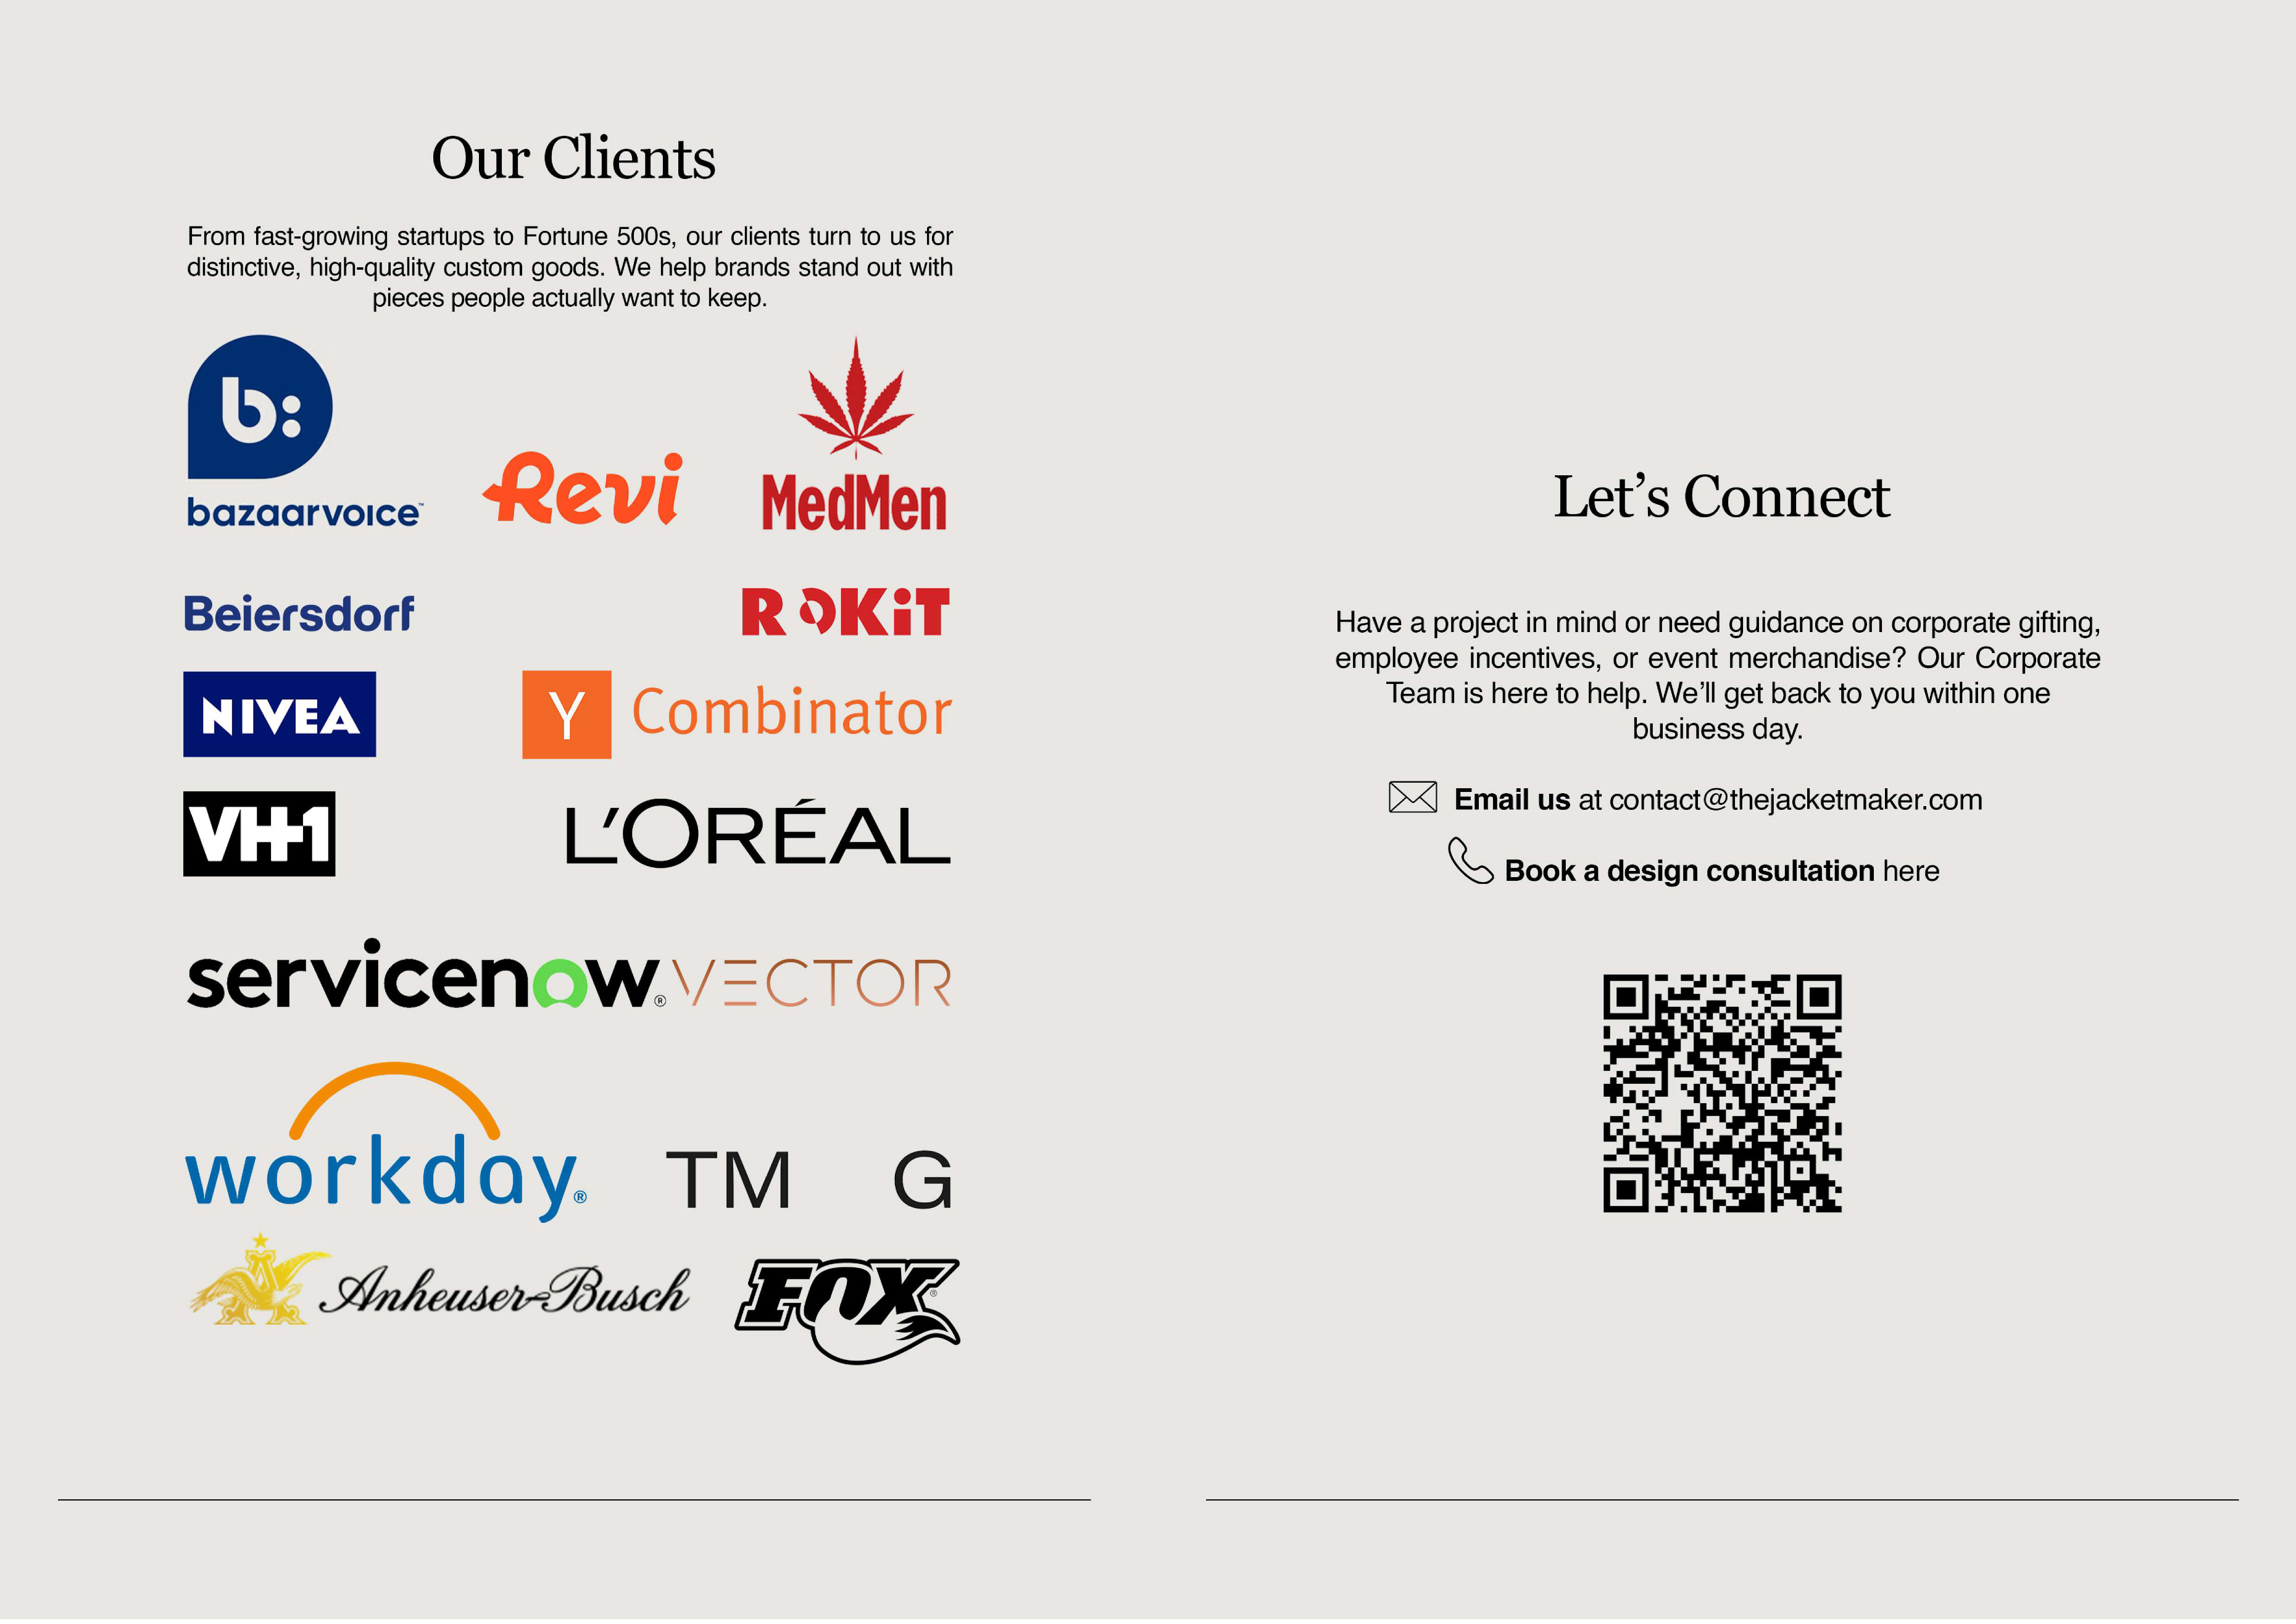 Our Clients
From fast-growing startups to Fortune 500s, our clients turn to us for
distinctive, high-quality custom goods. We help brands stand out with
pieces people actually want to keep.
b:
bazaarvoice™
Revi
MedMen
Beiersdorf
ROKiT
NIVEA
Y Combinator
VH1
L'ORÉAL
servicenow®
VECTOR
workday®
TM G
Anheuser-Busch
FOX®
Let’s Connect
Have a project in mind or need guidance on corporate gifting,
employee incentives, or event merchandise? Our Corporate
Team is here to help. We’ll get back to you within one
business day.
Email us at contact@thejacketmaker.com
Book a design consultation here